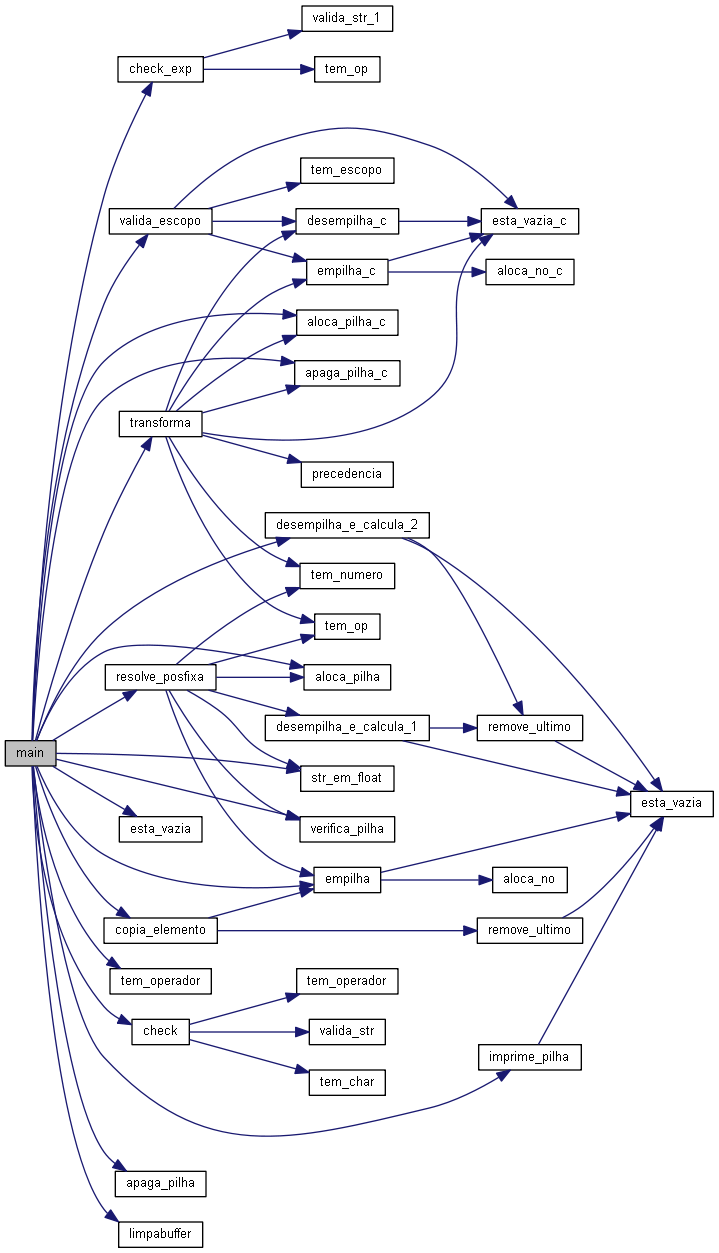 valida_str_1
check_exp
tem_op
tem_escopo
valida_escopo
desempilha_c
esta_vazia_c
empilha_c
aloca_no_c
aloca_pilha_c
apaga_pilha_c
transforma
precedencia
desempilha_e_calcula_2
tem_numero
tem_op
resolve_posfixa
aloca_pilha
desempilha_e_calcula_1
remove_ultimo
main
str_em_float
esta_vazia
esta_vazia
verifica_pilha
empilha
aloca_no
copia_elemento
remove_ultimo
tem_operador
tem_operador
check
valida_str
imprime_pilha
tem_char
apaga_pilha
limpabuffer